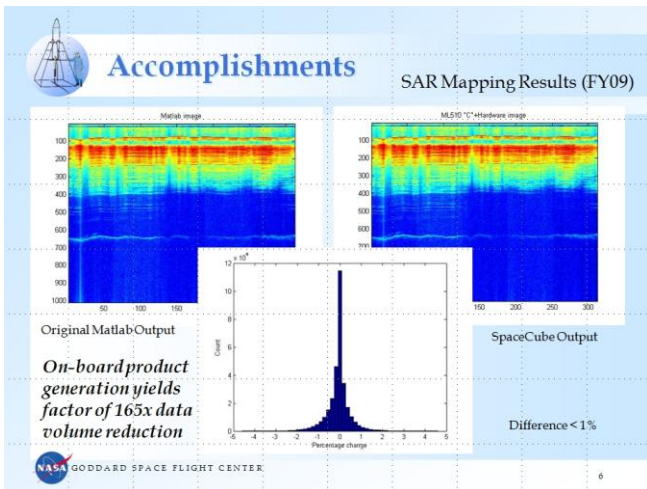 Accomplishments
SAR Mapping Results (FY09)
Matlab image
100
200
300
400
500
600
700
800
900
1000
50
100
150
ML510 "C"+Hardware image
100
200
300
400
500
600
700
150
200
250
300
12
× 10⁴
10
8
6
4
2
0
Count
-5
-4
-3
-2
-1
0
1
2
3
4
5
Percentage change
Original Matlab Output
SpaceCube Output
On-board product
generation yields
factor of 165x data
volume reduction
Difference < 1%
NASA
GODDARD SPACE FLIGHT CENTER
6